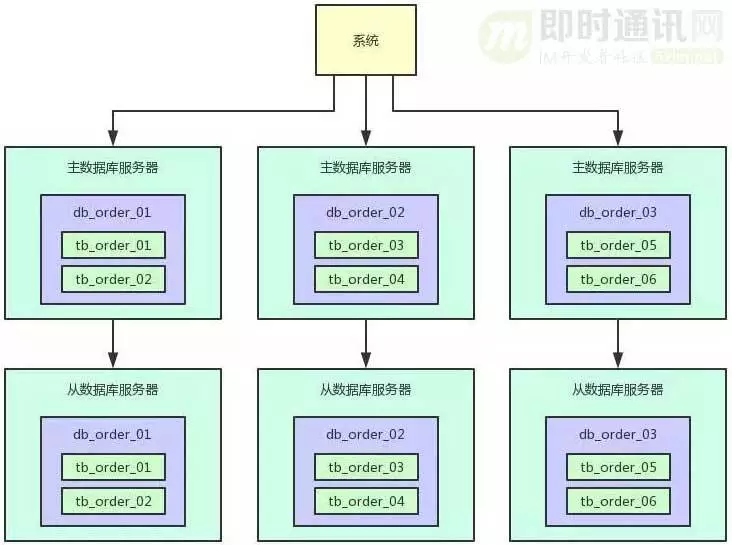 即时通讯网
IM开发者社区
系统
主数据库服务器
db_order_01
tb_order_01
tb_order_02
主数据库服务器
db_order_02
tb_order_03
tb_order_04
主数据库服务器
db_order_03
tb_order_05
tb_order_06
从数据库服务器
db_order_01
tb_order_01
tb_order_02
从数据库服务器
db_order_02
tb_order_03
tb_order_04
从数据库服务器
db_order_03
tb_order_05
tb_order_06